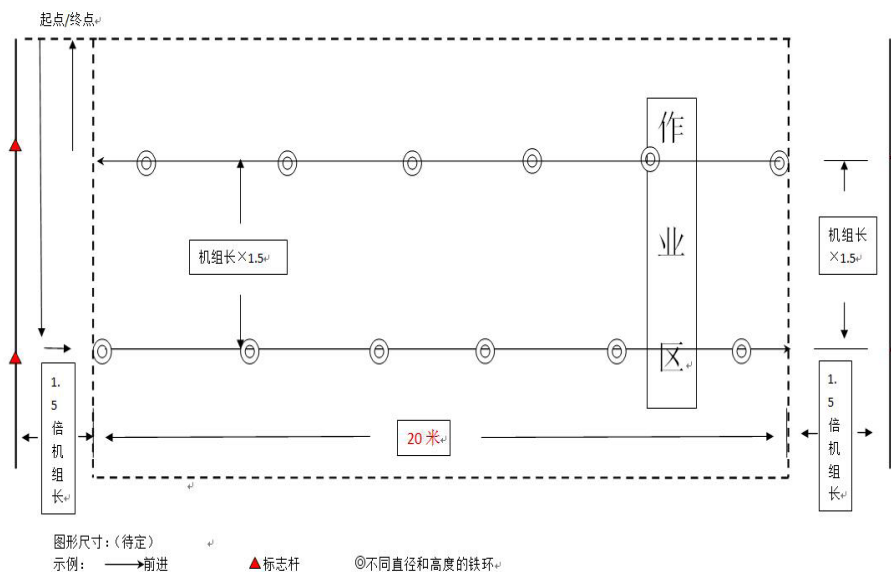 起点/终点
作
业
区
机组长×1.5
机组长
×1.5
1.
5
倍
机
组
长
20 米
1.
5
倍
机
组
长
图形尺寸:(待定)
示例: 前进 标志杆 不同直径和高度的铁环